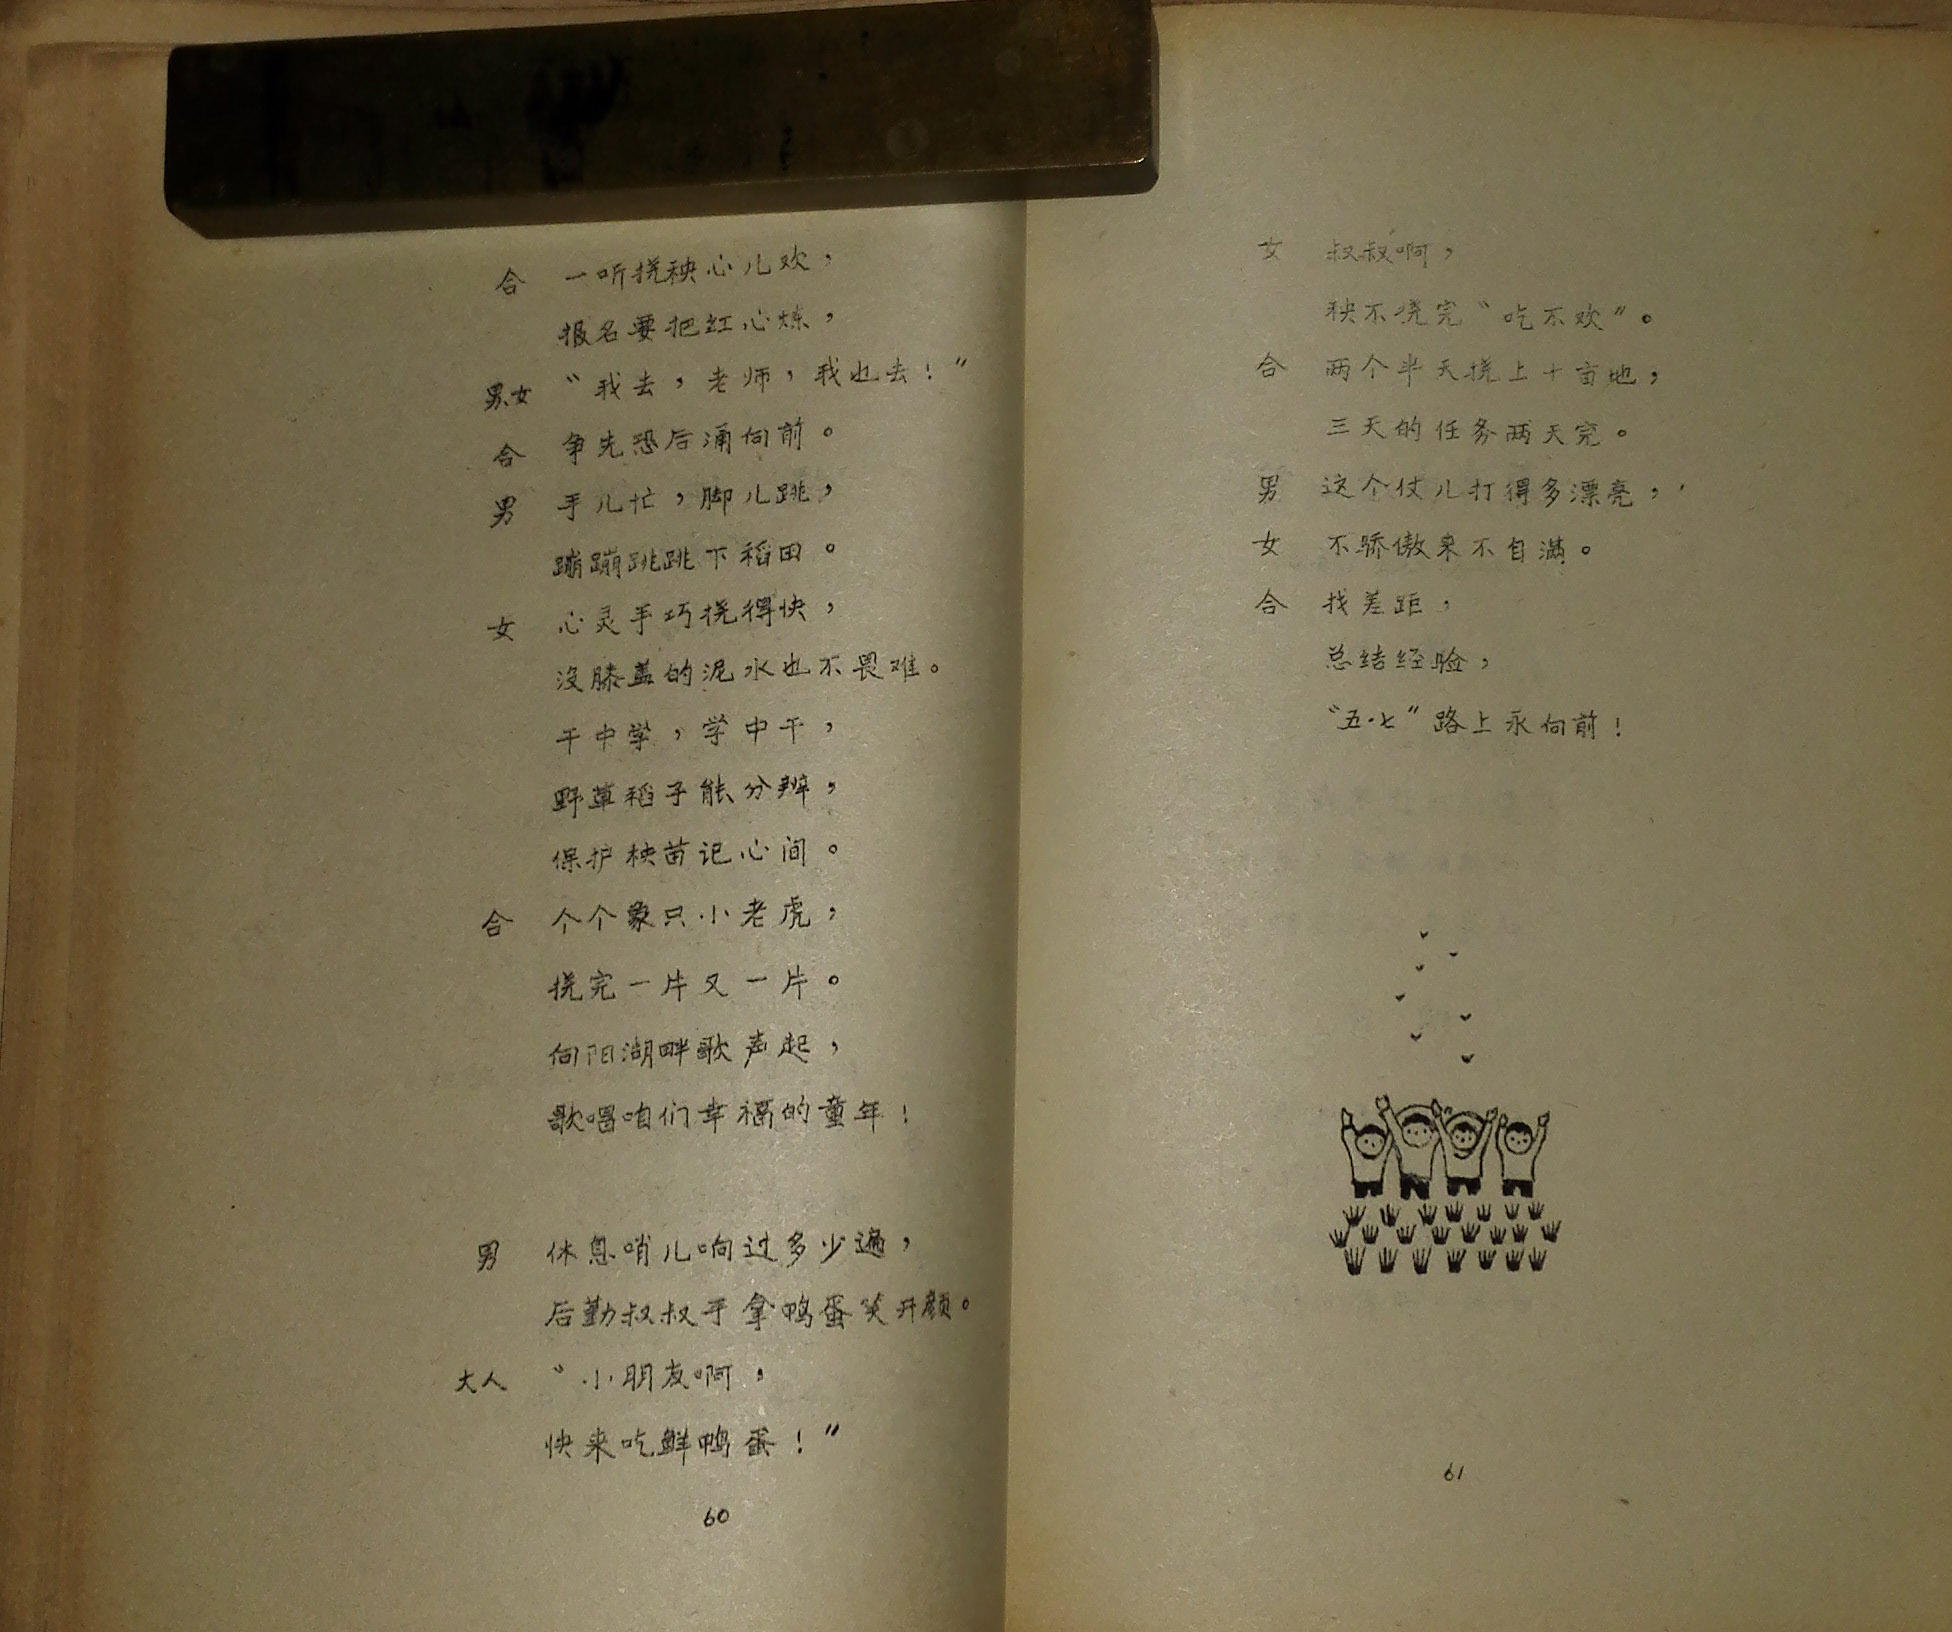 合 一听挠秧心儿欢，
报名要把红心炼，
男女 “我去，老师，我也去！”
合 争先恐后涌向前。
男 手儿忙，脚儿跳，
蹦蹦跳跳下稻田。
女 心灵手巧挠得快，
没膝盖的泥水也不畏难。
干中学，学中干，
野草稻子能分辨，
保护秧苗记心间。
合 个个象只小老虎，
挠完一片又一片。
向阳湖畔歌声起，
歌唱咱们幸福的童年！
男 休息哨儿响过多少遍，
后勤叔叔手拿鸭蛋笑开颜。
大人 “小朋友啊，
快来吃鲜鸭蛋！”
60
女 叔叔啊，
秧不挠完“吃不欢”。
合 两个半天挠上十亩地，
三天的任务两天完。
男 这个仗儿打得多漂亮，
女 不骄傲来不自满。
合 找差距，
总结经验，
“五·七”路上永向前！
61